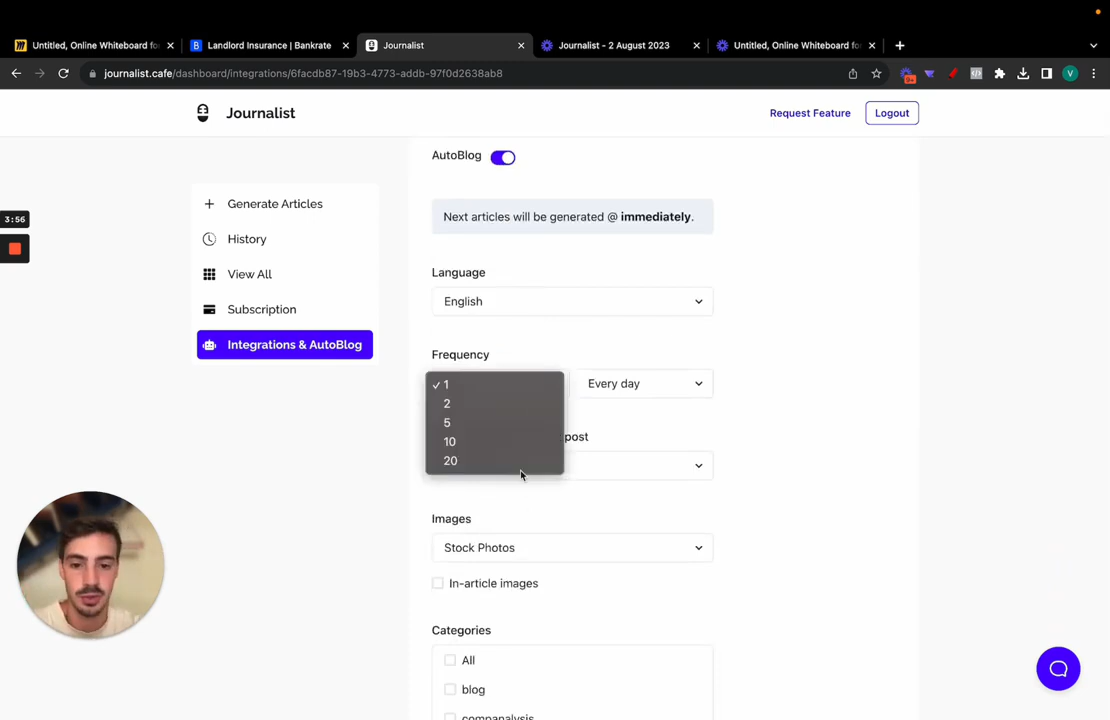 Untitled, Online Whiteboard for
Landlord Insurance | Bankrate
Journalist
Journalist - 2 August 2023
Untitled, Online Whiteboard for
journalist.cafe/dashboard/integrations/6facdb87-19b3-4773-addb-97f0d2638ab8
V
Journalist
Request Feature
Logout
AutoBlog
3:56
Generate Articles
History
View All
Subscription
Integrations & AutoBlog
Next articles will be generated @ immediately.
Language
English
Frequency
✓ 1
2
5
10
20
Every day
post
Images
Stock Photos
In-article images
Categories
All
blog
companalysis